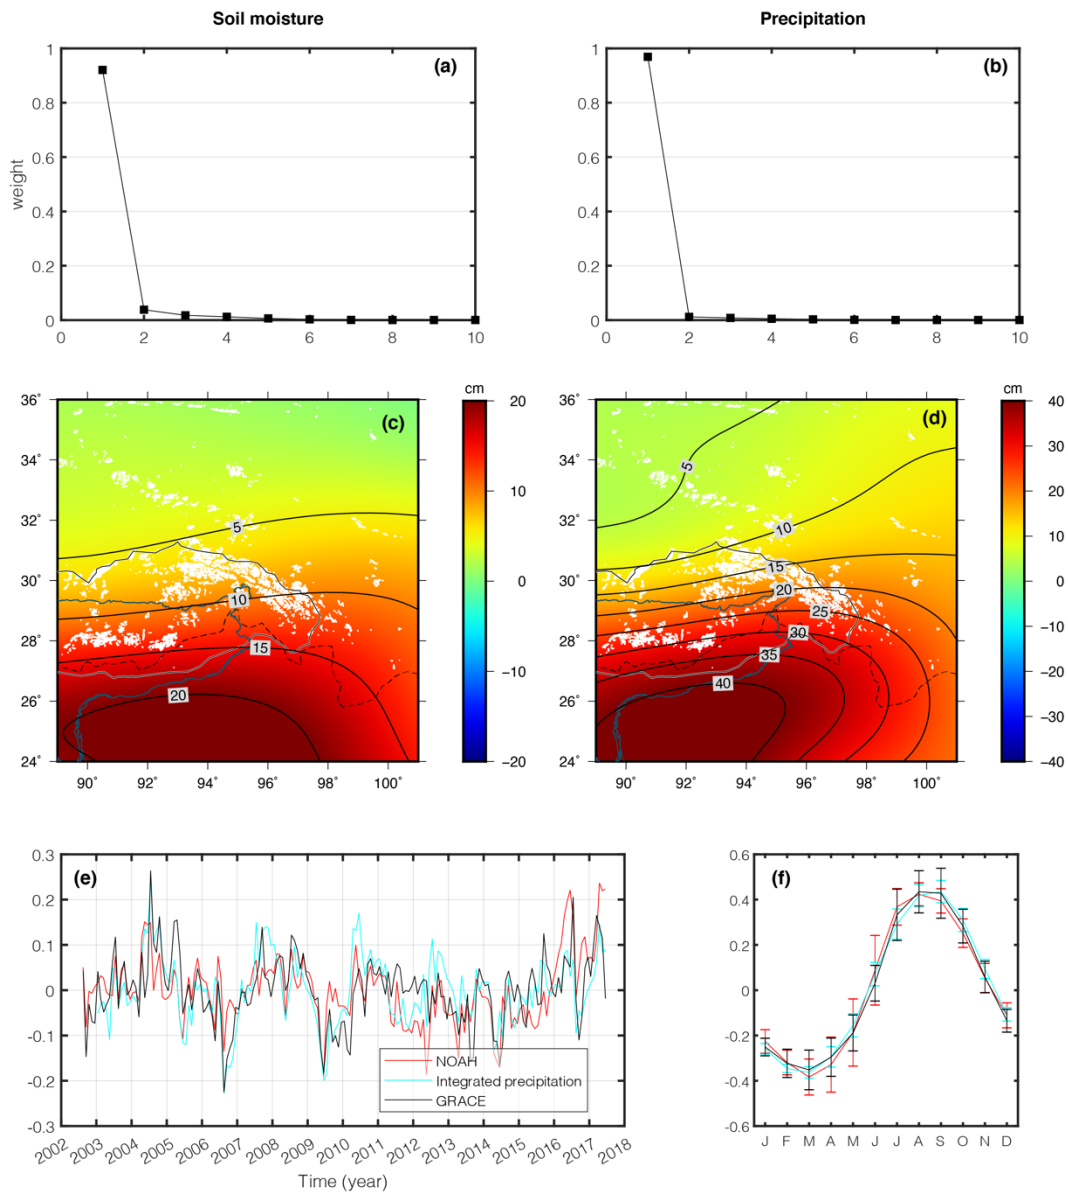 Soil moisture Precipitation
1 (a) 1 (b)
0.8 0.8
0.6 0.6
weight
0.4 0.4
0.2 0.2
0 0
0 2 4 6 8 10 0 2 4 6 8 10
cm cm
36° (c) 20 36° (d) 40
34° 5 34° 5 30
32° 10 32° 10 20
30° 10 30° 15 10
28° 15 0 28° 20 0
26° 20 -10 26° 25 -10
24° -20 24° 30 -20
35 -30
40 -40
90° 92° 94° 96° 98° 100° 90° 92° 94° 96° 98° 100°
0.3 (e) 0.6 (f)
0.2 0.4
0.1 0.2
0 0
-0.1 -0.2
-0.2 -0.4
-0.3 -0.6
NOAH
Integrated precipitation
GRACE
2002 2003 2004 2005 2006 2007 2008 2009 2010 2011 2012 2013 2014 2015 2016 2017 2018
J F M A M J J A S O N D
Time (year)